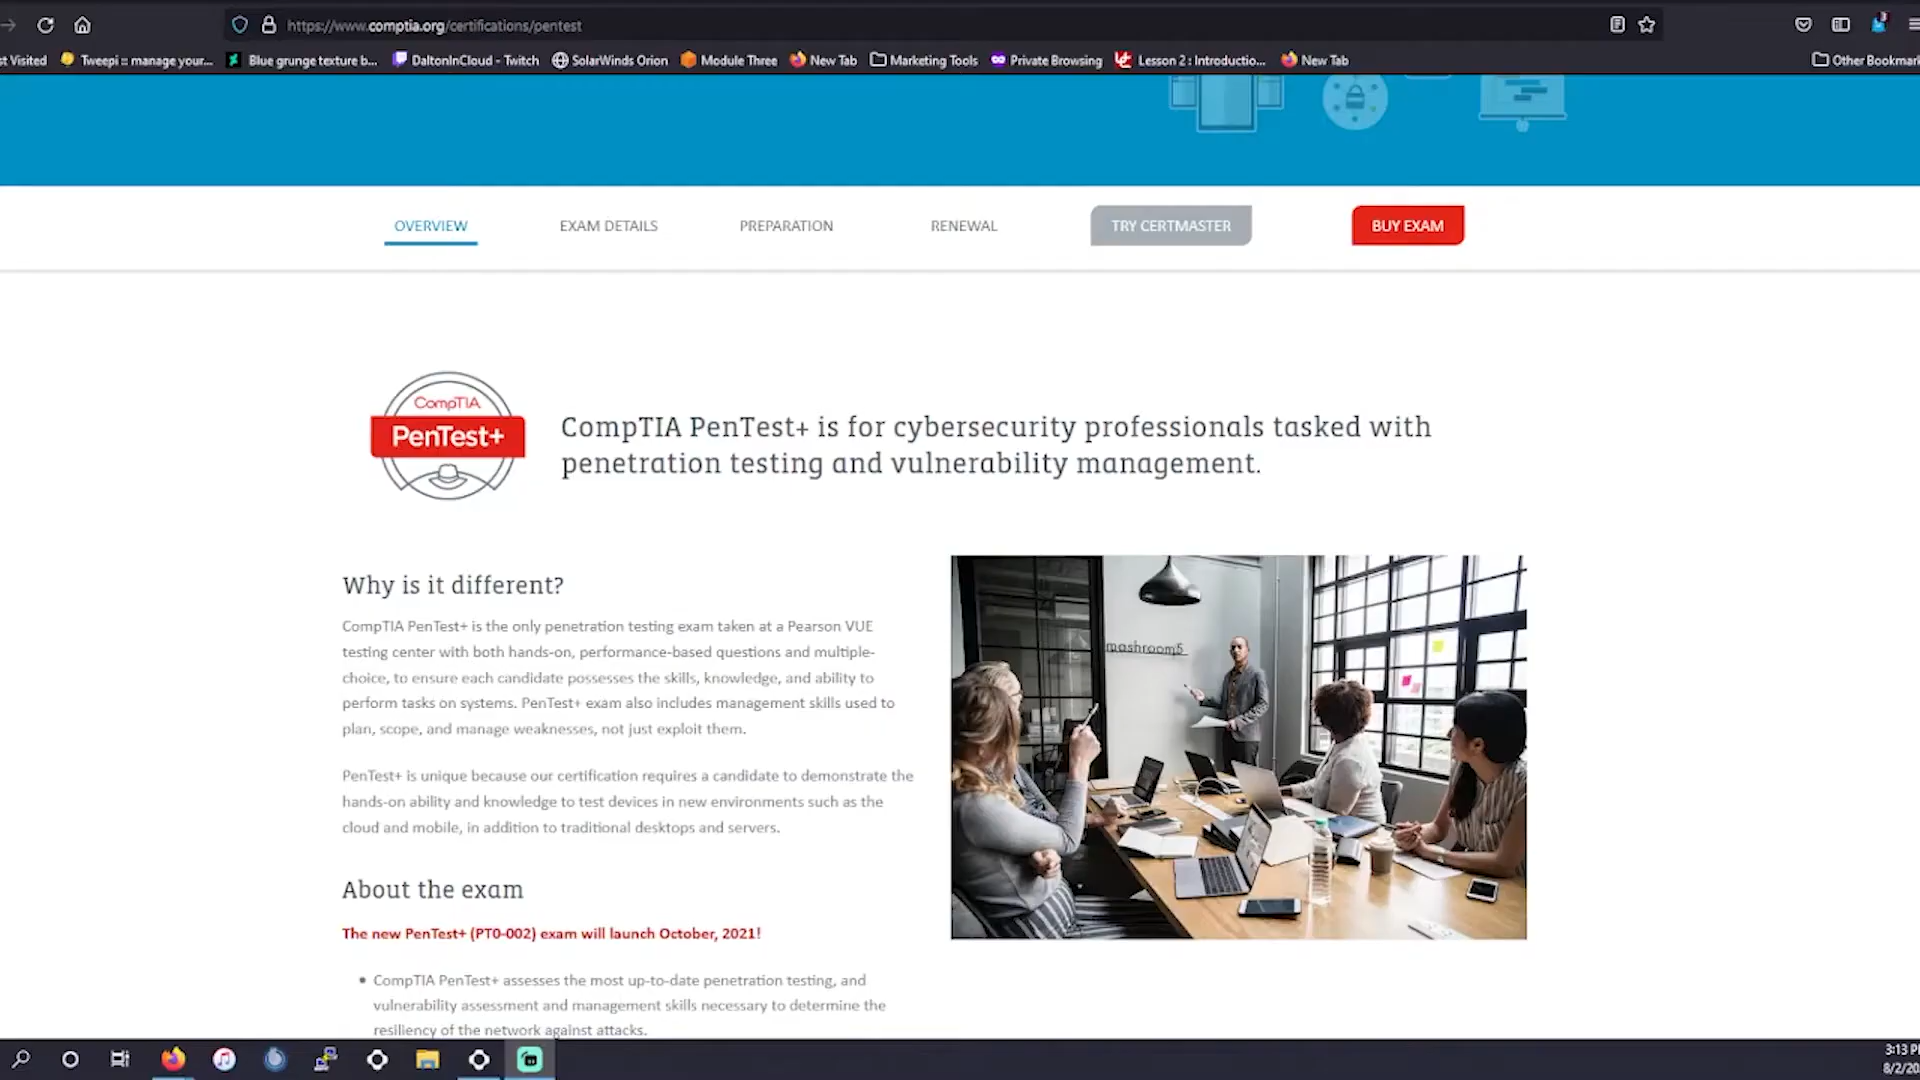 https://www.comptia.org/certifications/pentest
st Visited
Tweepi :: manage your...
Blue grunge texture b...
DaltonInCloud - Twitch
SolarWinds Orion
Module Three
New Tab
Marketing Tools
Private Browsing
Lesson 2 : Introductio...
New Tab
Other Bookmar
OVERVIEW
EXAM DETAILS
PREPARATION
RENEWAL
TRY CERTMASTER
BUY EXAM
CompTIA
PenTest+
CompTIA PenTest+ is for cybersecurity professionals tasked with
penetration testing and vulnerability management.
Why is it different?
CompTIA PenTest+ is the only penetration testing exam taken at a Pearson VUE
testing center with both hands-on, performance-based questions and multiple-
choice, to ensure each candidate possesses the skills, knowledge, and ability to
perform tasks on systems. PenTest+ exam also includes management skills used to
plan, scope, and manage weaknesses, not just exploit them.
PenTest+ is unique because our certification requires a candidate to demonstrate the
hands-on ability and knowledge to test devices in new environments such as the
cloud and mobile, in addition to traditional desktops and servers.
mashroom5
About the exam
The new PenTest+ (PT0-002) exam will launch October, 2021!
• CompTIA PenTest+ assesses the most up-to-date penetration testing, and
vulnerability assessment and management skills necessary to determine the
resiliency of the network against attacks.
3:13 P
8/2/20